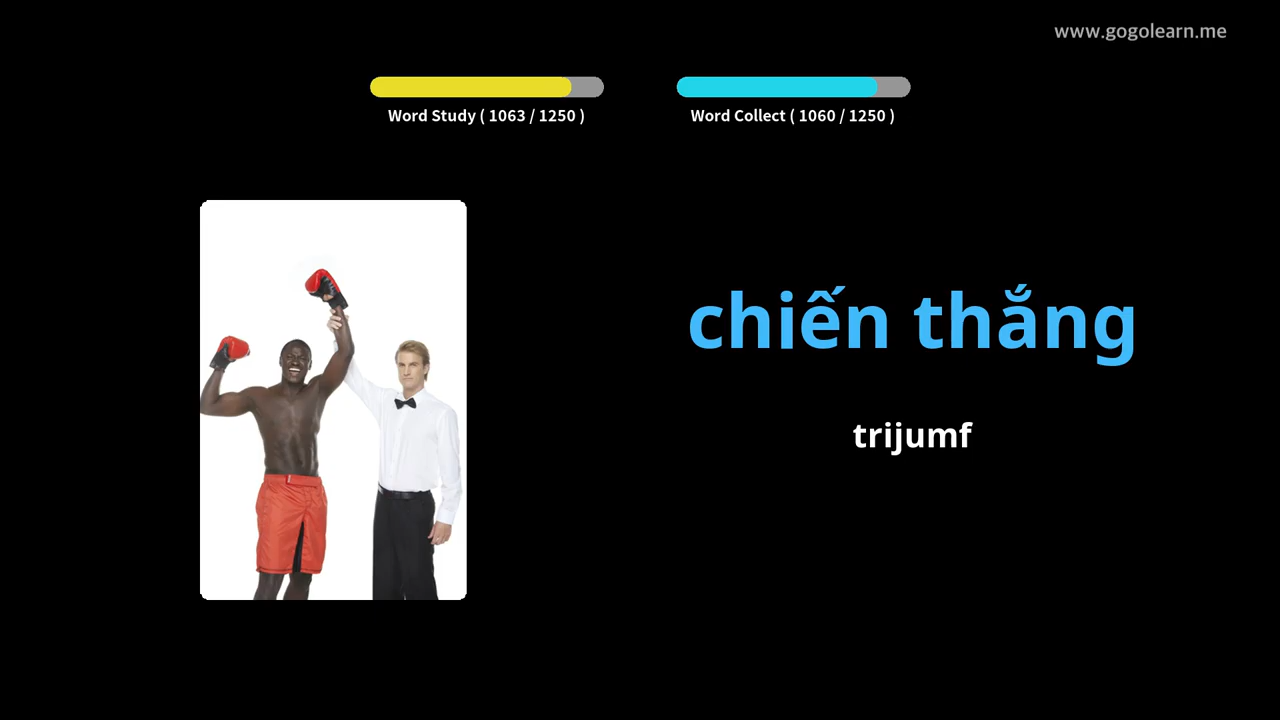 www.gogolearn.me
Word Study ( 1063 / 1250 )
Word Collect ( 1060 / 1250 )
chiến thắng
trijumf